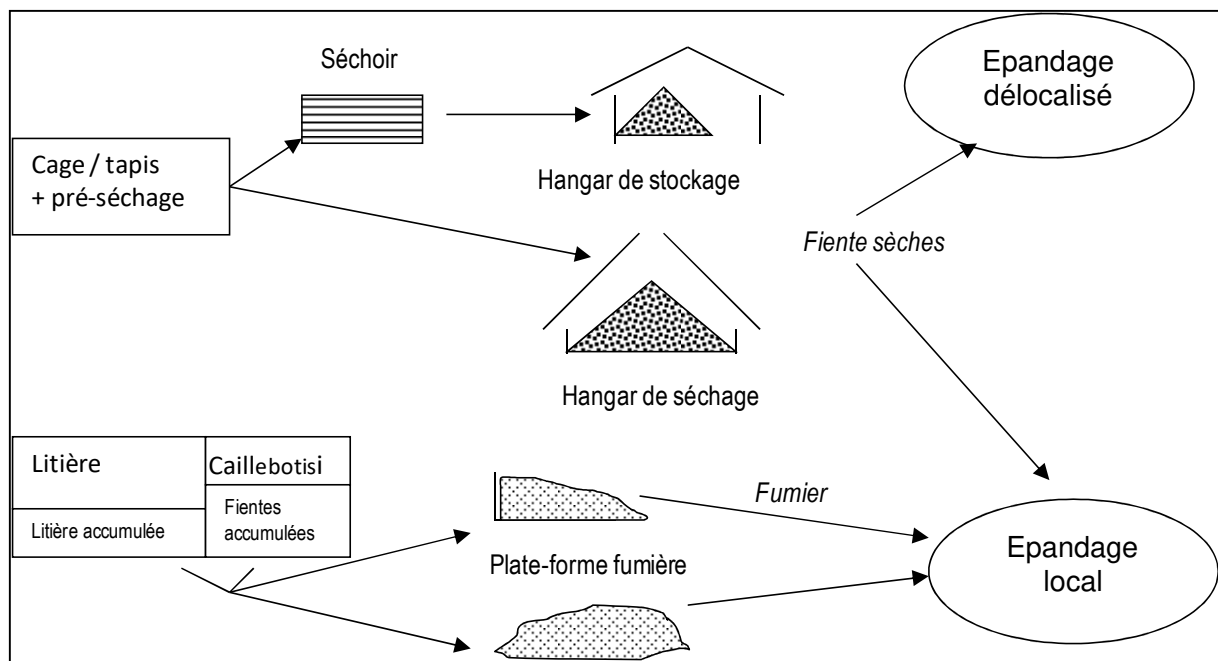 Séchoir
Epandage
délocalisé
Cage / tapis
+ pré-séchage
Hangar de stockage
Fiente sèches
Hangar de séchage
Litière
Caillebotisi
Litière accumulée
Fientes
accumulées
Fumier
Plate-forme fumière
Epandage
local